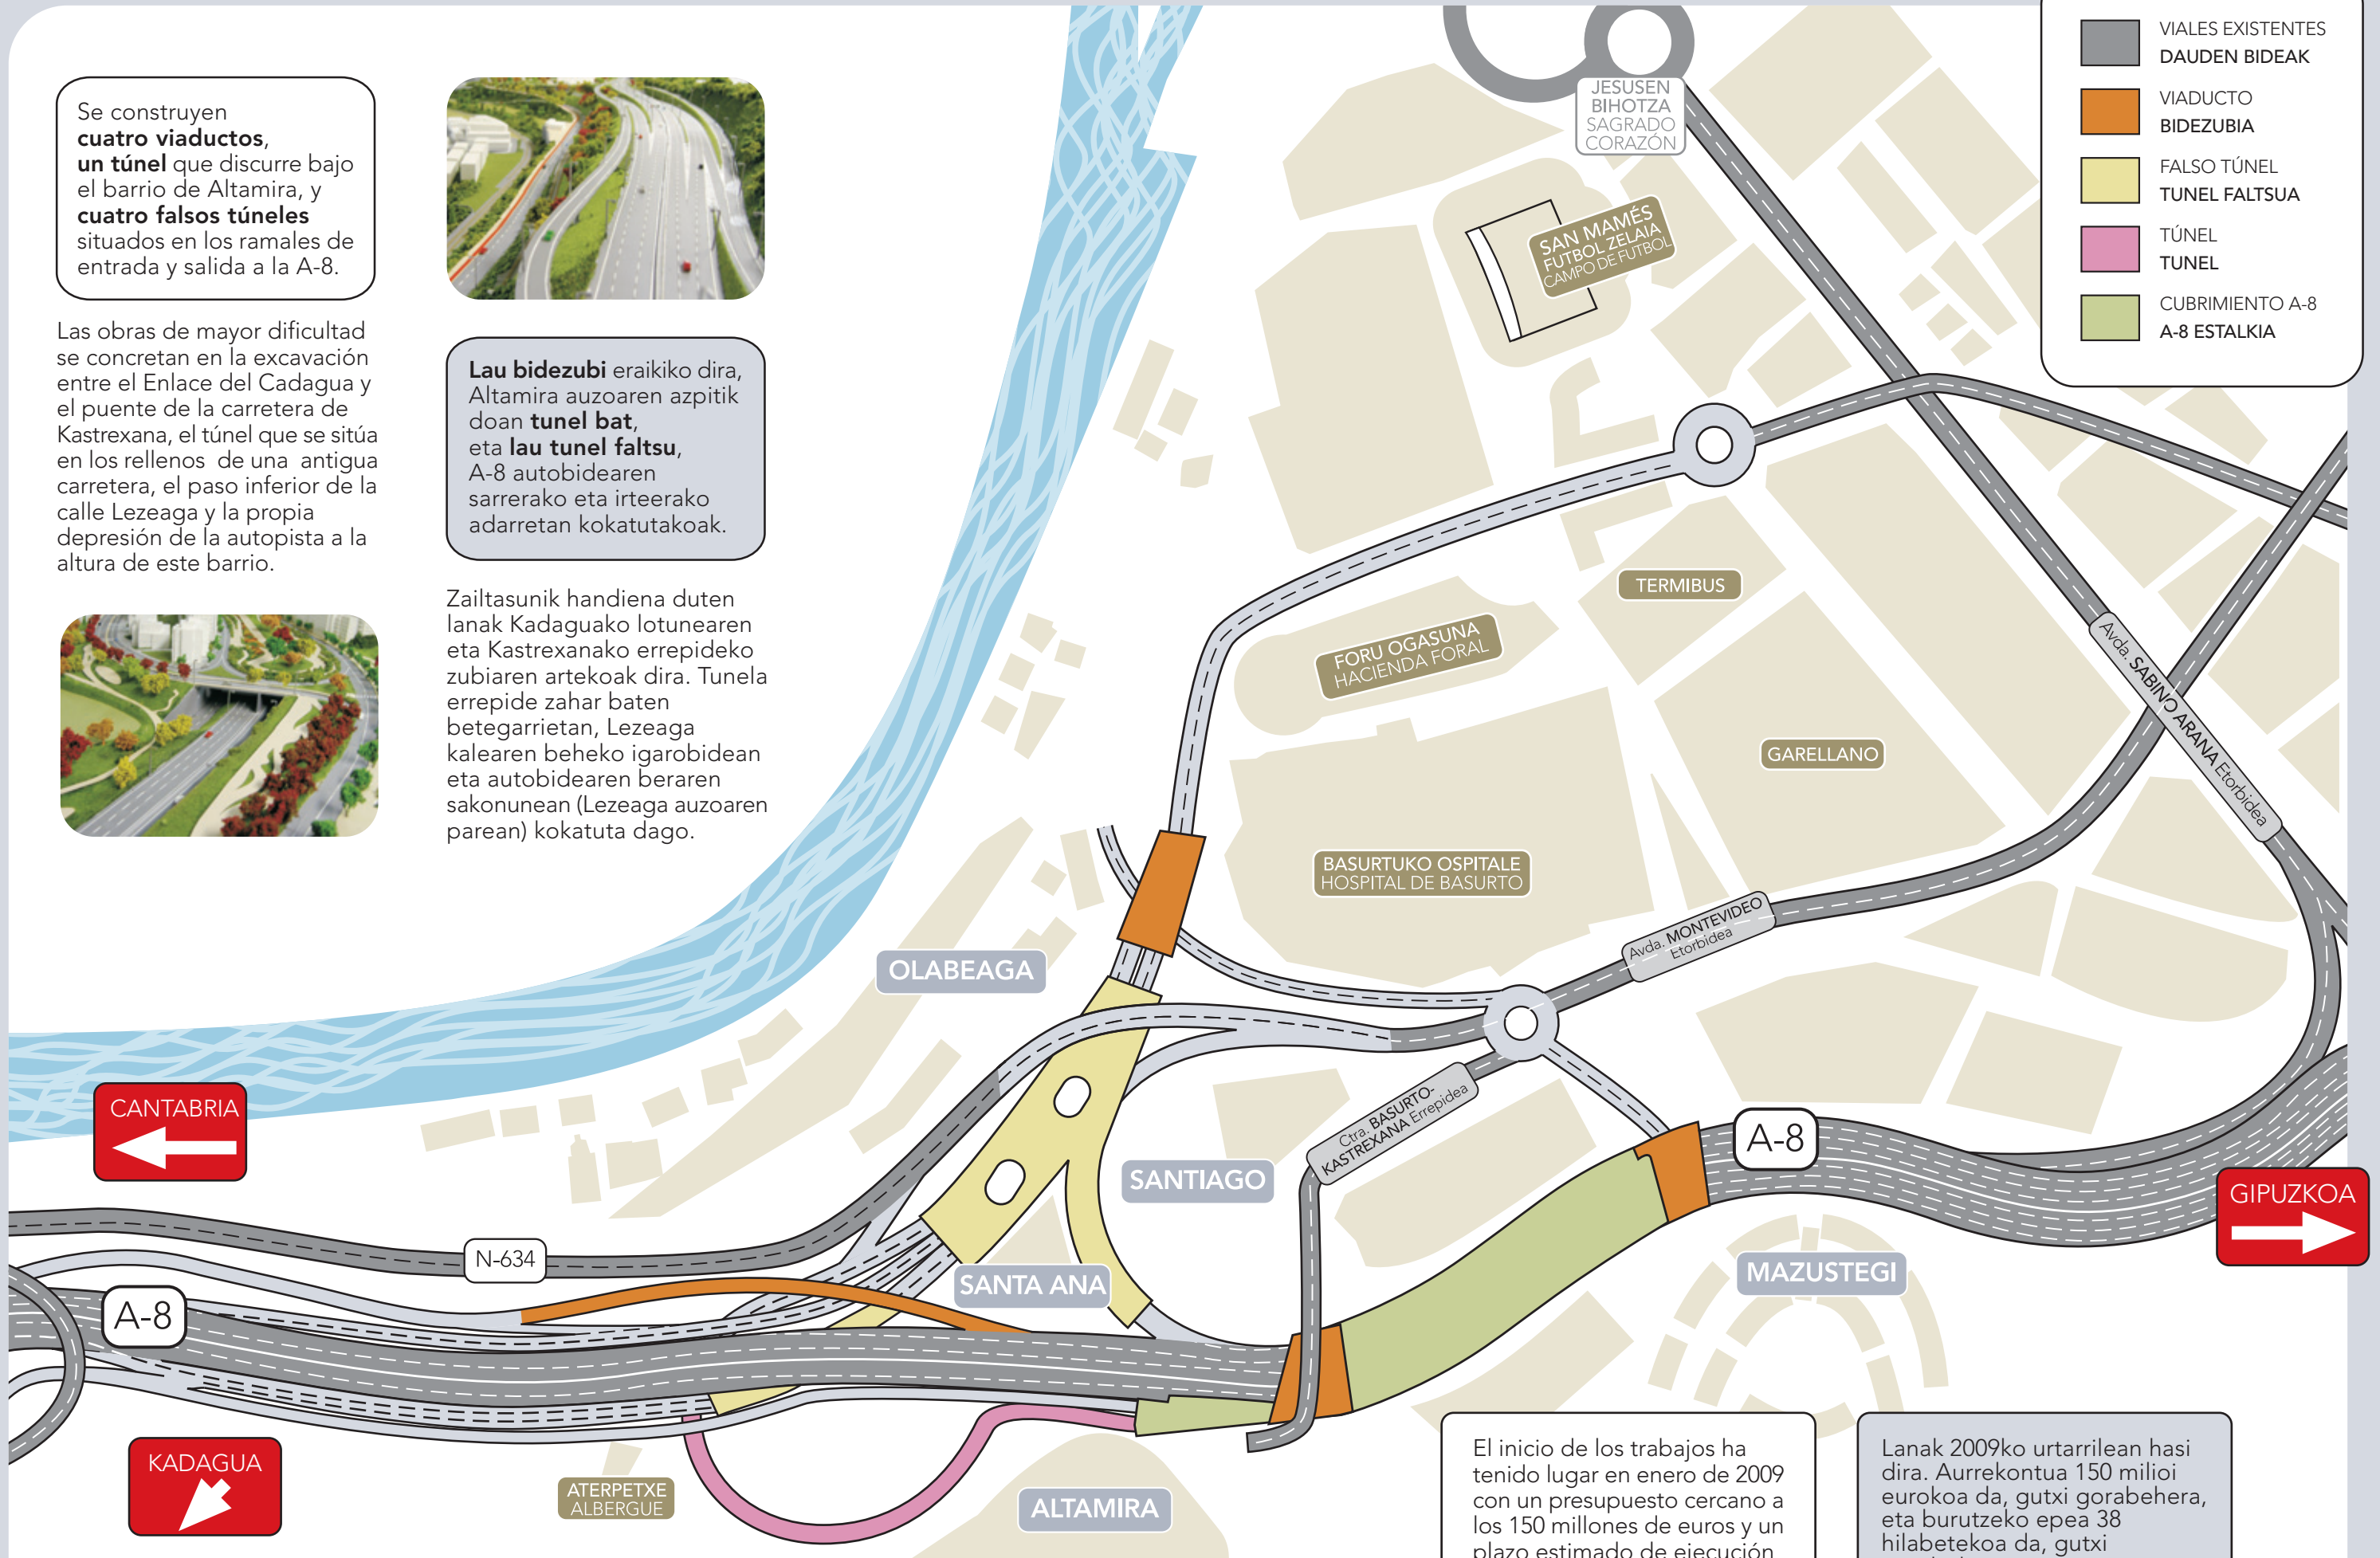 Se construyen
cuatro viaductos,
un túnel que discurre bajo
el barrio de Altamira, y
cuatro falsos túneles
situados en los ramales de
entrada y salida a la A-8.
Las obras de mayor dificultad
se concretan en la excavación
entre el Enlace del Cadagua y
el puente de la carretera de
Kastrexana, el túnel que se sitúa
en los rellenos de una antigua
carretera, el paso inferior de la
calle Lezeaga y la propia
depresión de la autopista a la
altura de este barrio.
Lau bidezubi eraikiko dira,
Altamira auzoaren azpitik
doan tunel bat,
eta lau tunel faltsu,
A-8 autobidearen
sarrerako eta irteerako
adarretan kokatutakoak.
Zailtasunik handiena duten
lanak Kadaguako lotunearen
eta Kastrexanako errepideko
zubiaren artekoak dira. Tunela
errepide zahar baten
betegarrietan, Lezeaga
kalearen beheko igarobidean
eta autobidearen beraren
sakonunean (Lezeaga auzoaren
parean) kokatuta dago.
VIALES EXISTENTES
DAUDEN BIDEAK
VIADUCTO
BIDEZUBIA
FALSO TÚNEL
TUNEL FALTSUA
TÚNEL
TUNEL
CUBRIMIENTO A-8
A-8 ESTALKIA
JESUSEN
BIHOTZA
SAGRADO
CORAZÓN
SAN MAMÉS
FUTBOL ZELAIA
CAMPO DE FUTBOL
TERMIBUS
FORU OGASUNA
HACIENDA FORAL
GARELLANO
Avda. SABINO ARANA Etorbidea
BASURTUKO OSPITALE
HOSPITAL DE BASURTO
Avda. MONTEVIDEO
Etorbidea
OLABEAGA
CANTABRIA
Ctra. BASURTO-
KASTREXANA Errepidea
A-8
SANTIAGO
GIPUZKOA
N-634
SANTA ANA
MAZUSTEGI
A-8
KADAGUA
ATERPETXE
ALBERGUE
ALTAMIRA
El inicio de los trabajos ha
tenido lugar en enero de 2009
con un presupuesto cercano a
los 150 millones de euros y un
plazo estimado de ejecución
Lanak 2009ko urtarrilean hasi
dira. Aurrekontua 150 milioi
eurokoa da, gutxi gorabehera,
eta burutzeko epea 38
hilabetekoa da, gutxi